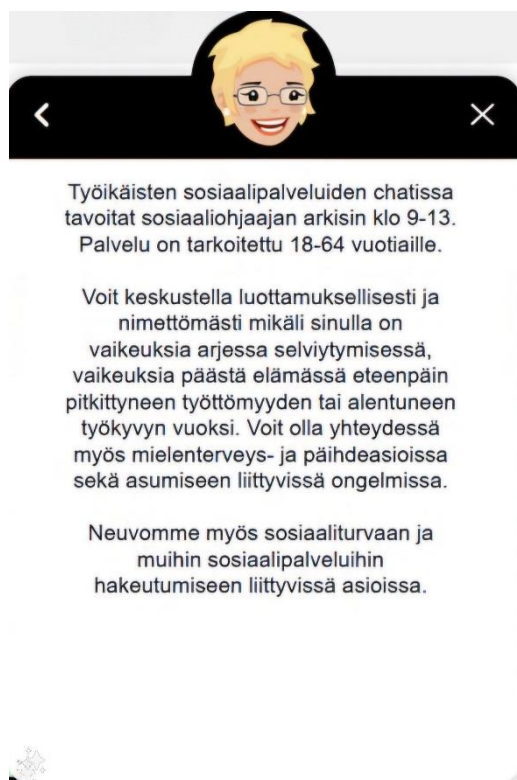 Työikäisten sosiaalipalveluiden chatissa
tavoitat sosiaaliohjaajan arkisin klo 9-13.
Palvelu on tarkoitettu 18-64 vuotiaille.
Voit keskustella luottamuksellisesti ja
nimettömästi mikäli sinulla on
vaikeuksia arjessa selviytymisessä,
vaikeuksia päästä elämässä eteenpäin
pitkittyneen työttömyyden tai alentuneen
työkyvyn vuoksi. Voit olla yhteydessä
myös mielenterveys- ja päihdeasioissa
sekä asumiseen liittyvissä ongelmissa.
Neuvomme myös sosiaaliturvaan ja
muihin sosiaalipalveluihin
hakeutumiseen liittyvissä asioissa.